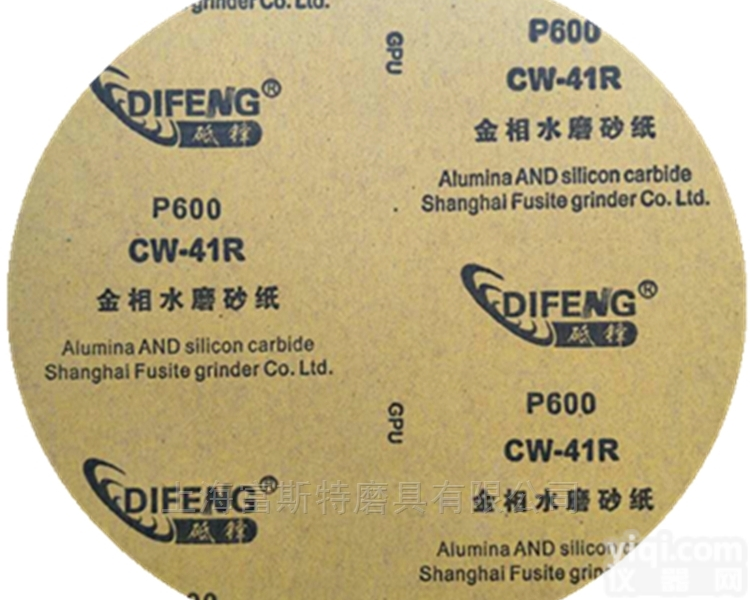 grinder Co. Ltd.
GPU
P600
CW-41R
金相水磨砂纸
Alumina AND silicon carbide
Shanghai Fusite grinder Co. Ltd.
DIFENG®
砥鋒
P600
CW-41R
金相水磨砂纸
Alumina AND silicon carbide
Shanghai Fusite grinder Co. Ltd.
DIFENG®
砥鋒
GPU
P600
CW-41R
金相水磨砂纸
Alumina AND silico
Shanghai Fusite grin
DIFENG®
砥鋒
上海富斯特磨具有限公司
yiqi.com
仪器网